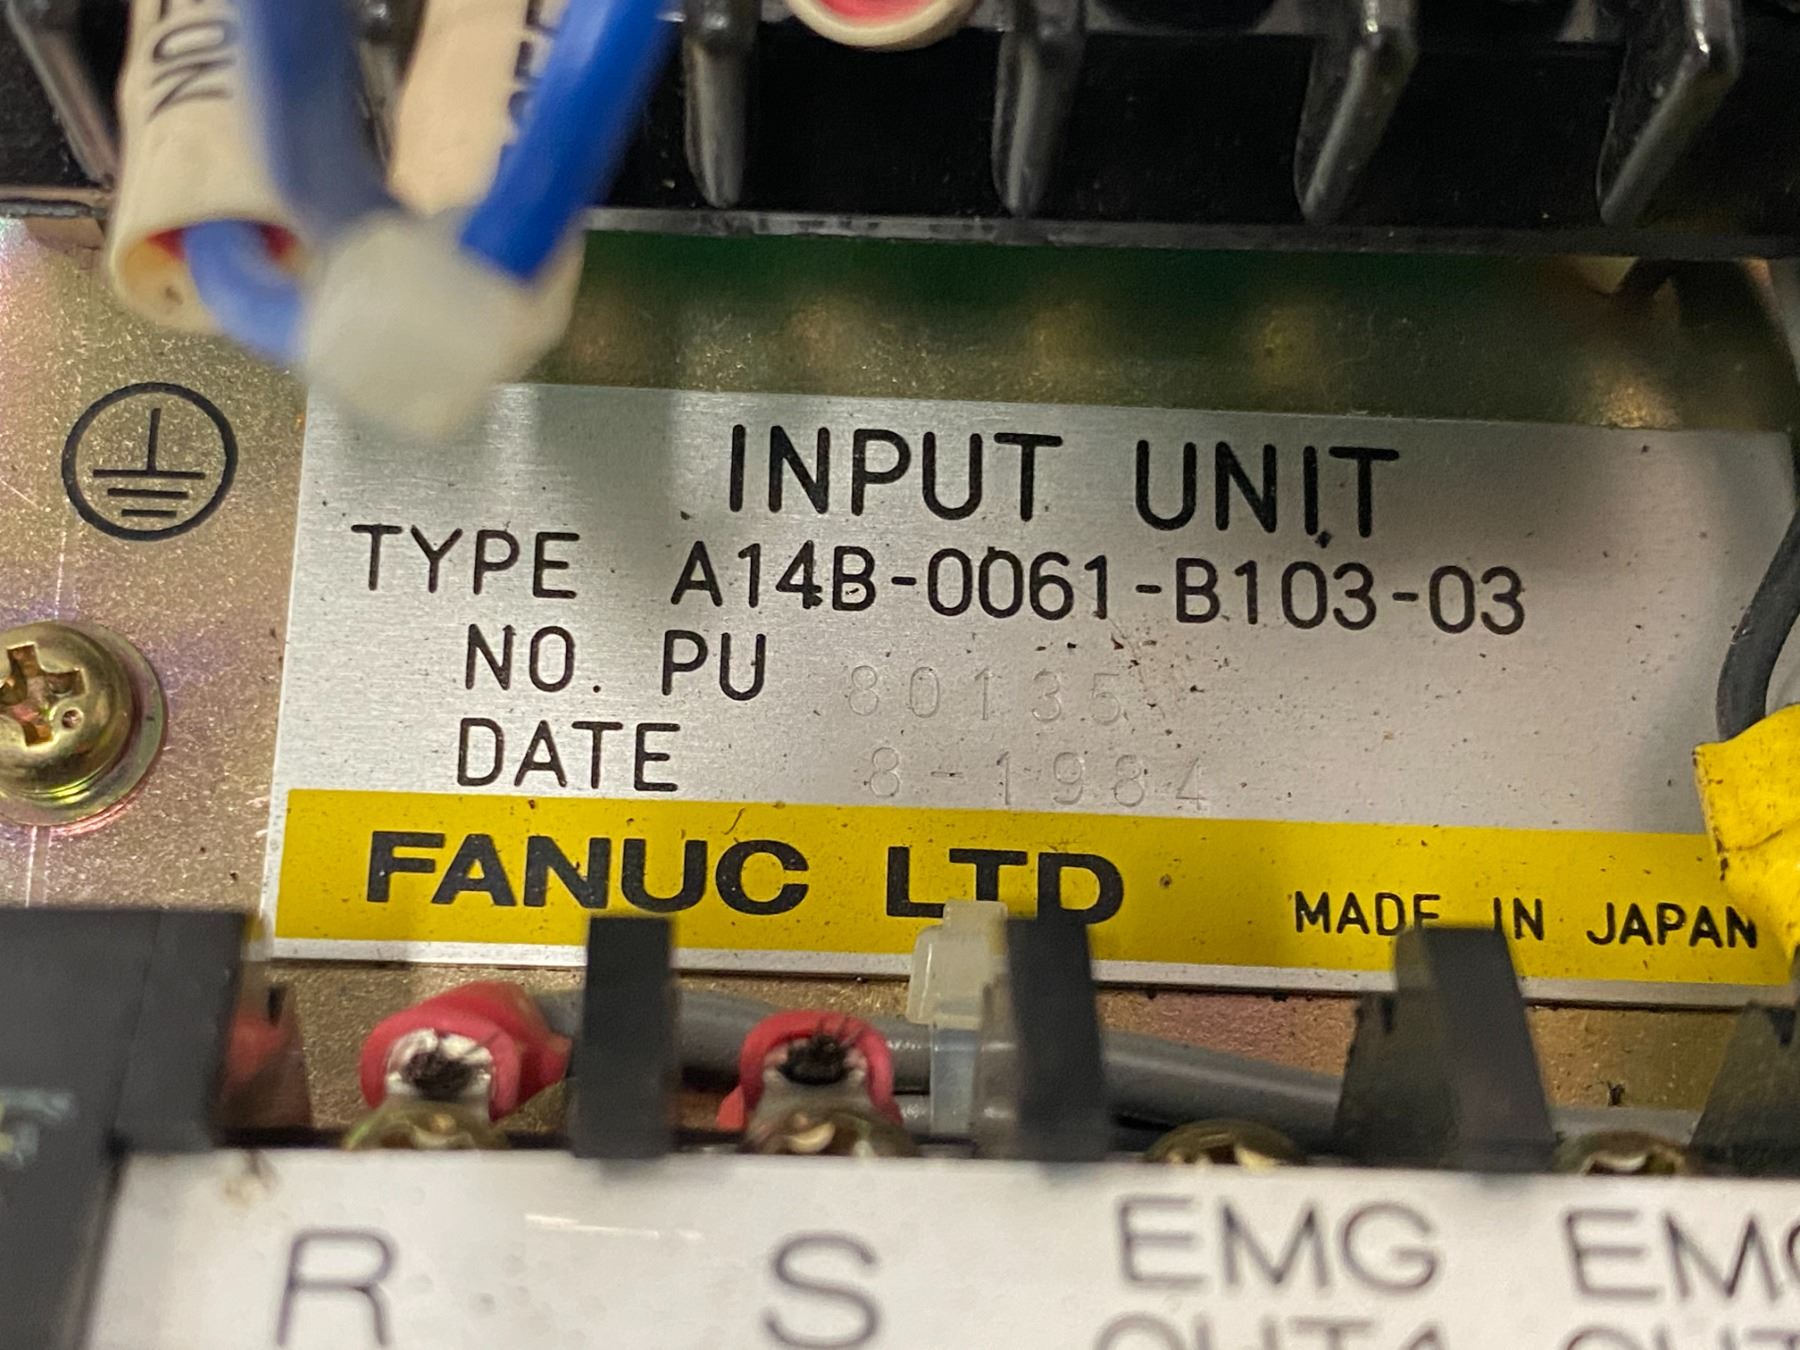 INPUT UNIT
TYPE A14B-0061-B103-03
NO. PU 80135
DATE 8-1984
FANUC LTD MADE IN JAPAN
R S EMG